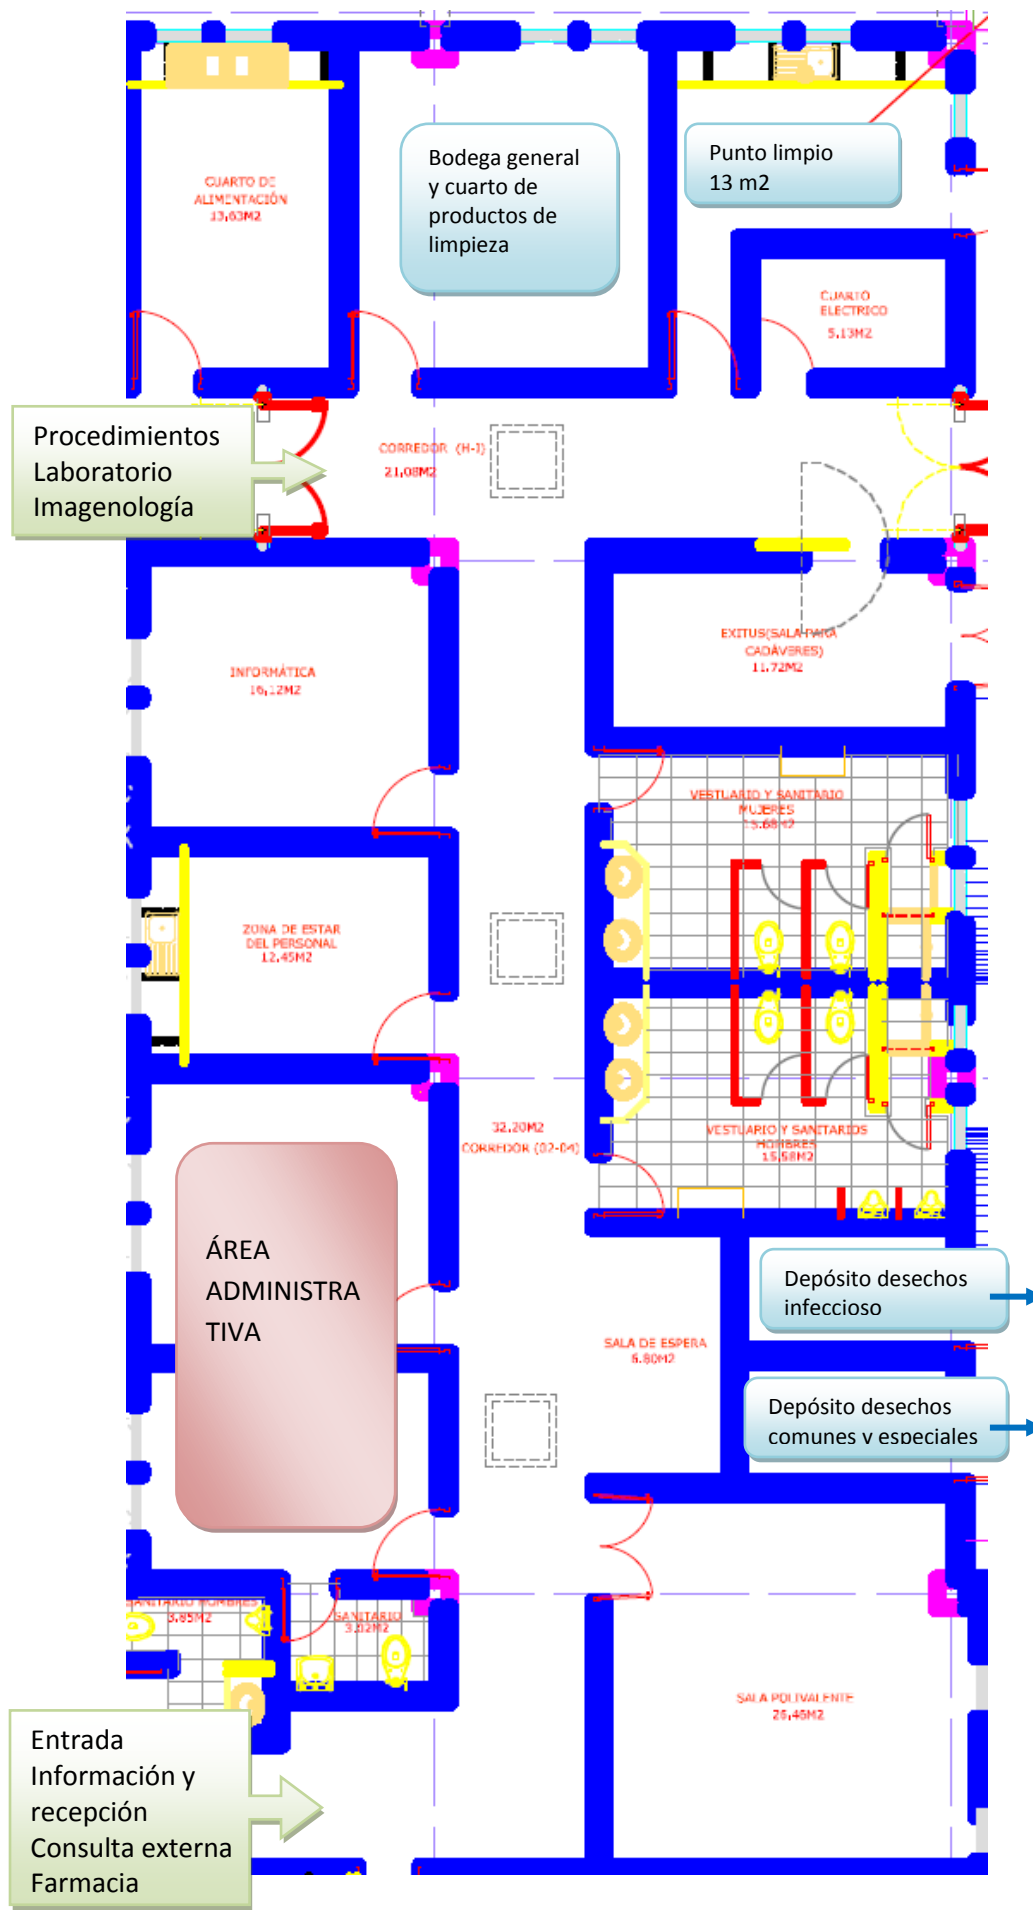 Bodega general
y cuarto de
productos de
limpieza
Punto limpio
13 m2
CUARTO DE
ALIMENTACIÓN
13,63M2
CUARTO
ELECTRICO
5.13M2
Procedimientos
Laboratorio
Imagenología
CORREDOR (H-I)
21,08M2
EXITUS(SALA PARA
CADÁVERES)
11.72M2
INFORMÁTICA
16,12M2
VESTUARIO Y SANITARIO
MUJERES
15.68M2
ZONA DE ESTAR
DEL PERSONAL
12.45M2
32.20M2
CORREDOR (02-04)
VESTUARIO Y SANITARIOS
HOMBRES
15.58M2
ÁREA
ADMINISTRA
TIVA
Depósito desechos
infeccioso
SALA DE ESPERA
6.80M2
Depósito desechos
comunes y especiales
SANITARIO HOMBRES
3.85M2
SANITARIO
3.02M2
SALA POLIVALENTE
26,46M2
Entrada
Información y
recepción
Consulta externa
Farmacia